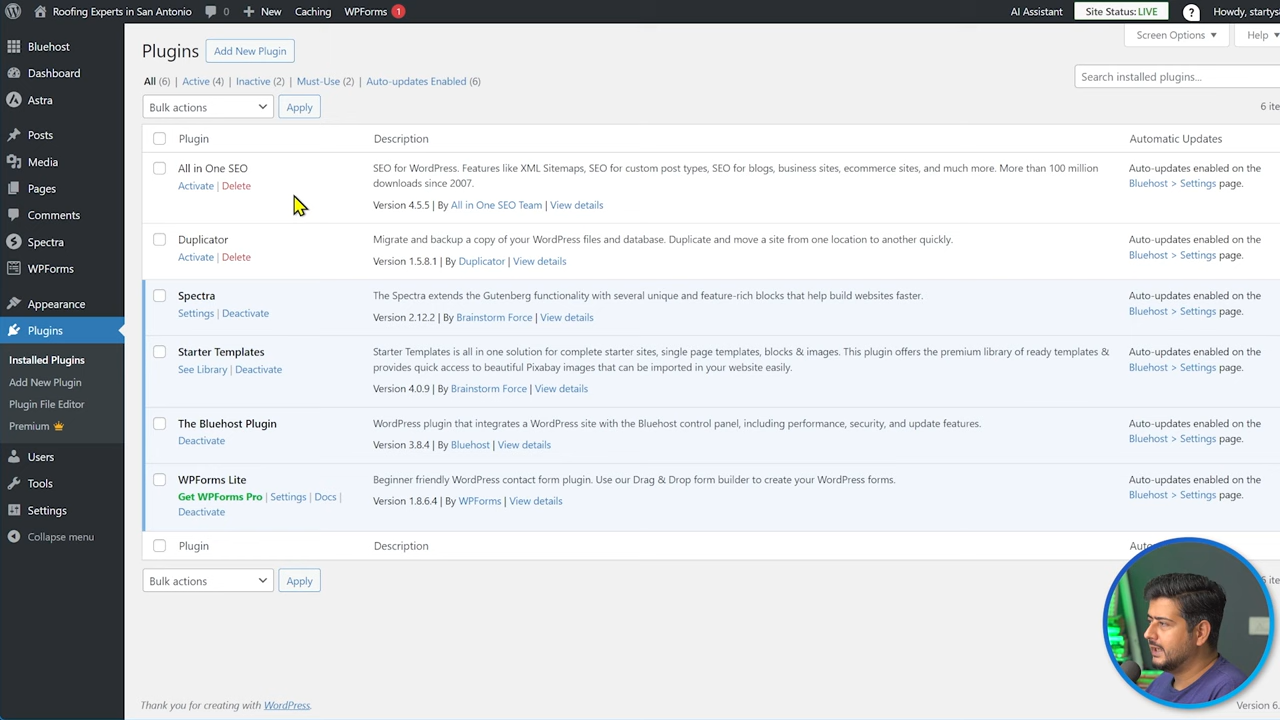 Roofing Experts in San Antonio
0
New
Caching
WPForms 1
AI Assistant
Site Status: LIVE
?
Howdy, startys
Bluehost
Dashboard
Astra
Posts
Media
Pages
Comments
Spectra
WPForms
Appearance
Plugins
Installed Plugins
Add New Plugin
Plugin File Editor
Premium
Users
Tools
Settings
Collapse menu
Screen Options
Help
Plugins
Add New Plugin
All (6) | Active (4) | Inactive (2) | Must-Use (2) | Auto-updates Enabled (6)
Search installed plugins...
Bulk actions
Apply
6 ite
Plugin
Description
Automatic Updates
All in One SEO
Activate | Delete
SEO for WordPress. Features like XML Sitemaps, SEO for custom post types, SEO for blogs, business sites, ecommerce sites, and much more. More than 100 million
downloads since 2007.
Version 4.5.5 | By All in One SEO Team | View details
Auto-updates enabled on the
Bluehost > Settings page.
Duplicator
Activate | Delete
Migrate and backup a copy of your WordPress files and database. Duplicate and move a site from one location to another quickly.
Version 1.5.8.1 | By Duplicator | View details
Auto-updates enabled on the
Bluehost > Settings page.
Spectra
Settings | Deactivate
The Spectra extends the Gutenberg functionality with several unique and feature-rich blocks that help build websites faster.
Version 2.12.2 | By Brainstorm Force | View details
Auto-updates enabled on the
Bluehost > Settings page.
Starter Templates
See Library | Deactivate
Starter Templates is all in one solution for complete starter sites, single page templates, blocks & images. This plugin offers the premium library of ready templates &
provides quick access to beautiful Pixabay images that can be imported in your website easily.
Version 4.0.9 | By Brainstorm Force | View details
Auto-updates enabled on the
Bluehost > Settings page.
The Bluehost Plugin
Deactivate
WordPress plugin that integrates a WordPress site with the Bluehost control panel, including performance, security, and update features.
Version 3.8.4 | By Bluehost | View details
Auto-updates enabled on the
Bluehost > Settings page.
WPForms Lite
Get WPForms Pro | Settings | Docs |
Deactivate
Beginner friendly WordPress contact form plugin. Use our Drag & Drop form builder to create your WordPress forms.
Version 1.8.6.4 | By WPForms | View details
Auto-updates enabled on the
Bluehost > Settings page.
Plugin
Description
Bulk actions
Apply
Thank you for creating with WordPress.
Version 6.